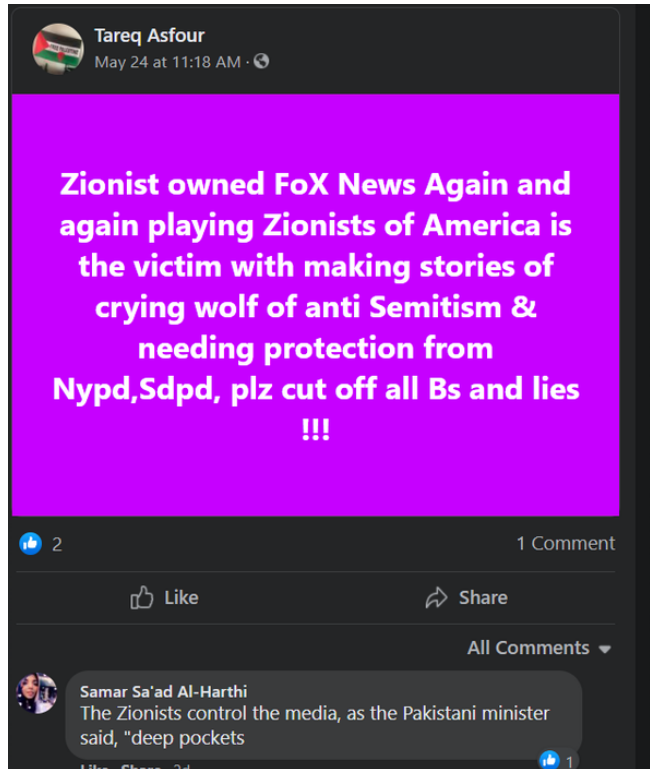 Tareq Asfour
May 24 at 11:18 AM ·
Zionist owned FoX News Again and
again playing Zionists of America is
the victim with making stories of
crying wolf of anti Semitism &
needing protection from
Nypd,Sdpd, plz cut off all Bs and lies
!!!
2
1 Comment
Like
Share
All Comments
Samar Sa'ad Al-Harthi
The Zionists control the media, as the Pakistani minister
said, "deep pockets
1
Like Share 2d